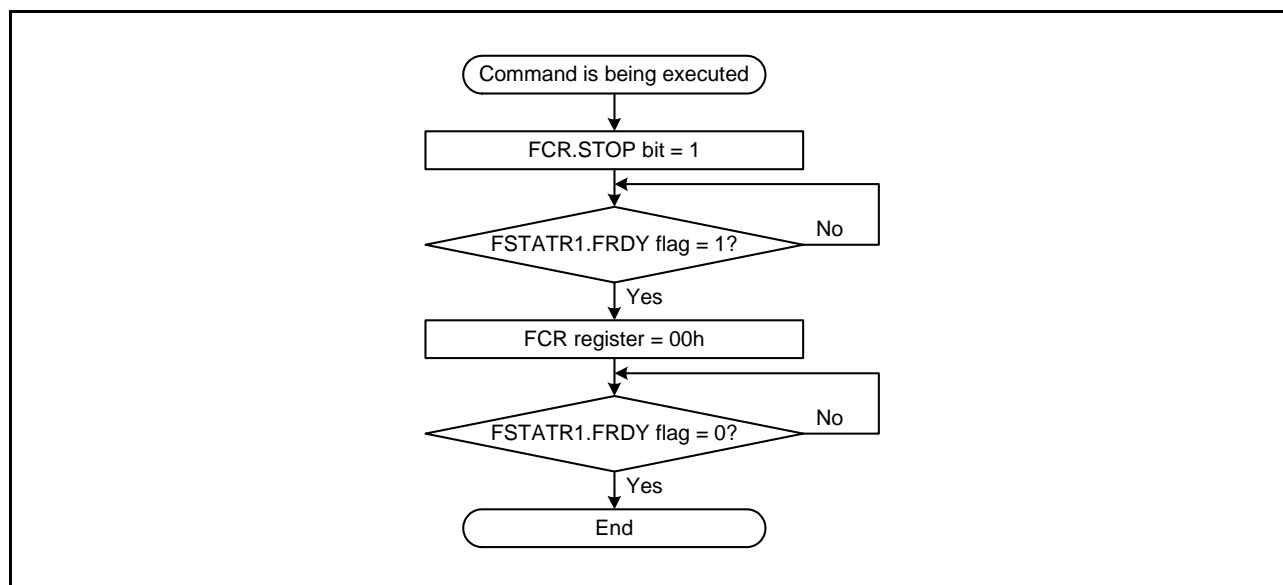 Command is being executed
FCR.STOP bit = 1
FSTATR1.FRDY flag = 1?
No
Yes
FCR register = 00h
FSTATR1.FRDY flag = 0?
No
Yes
End